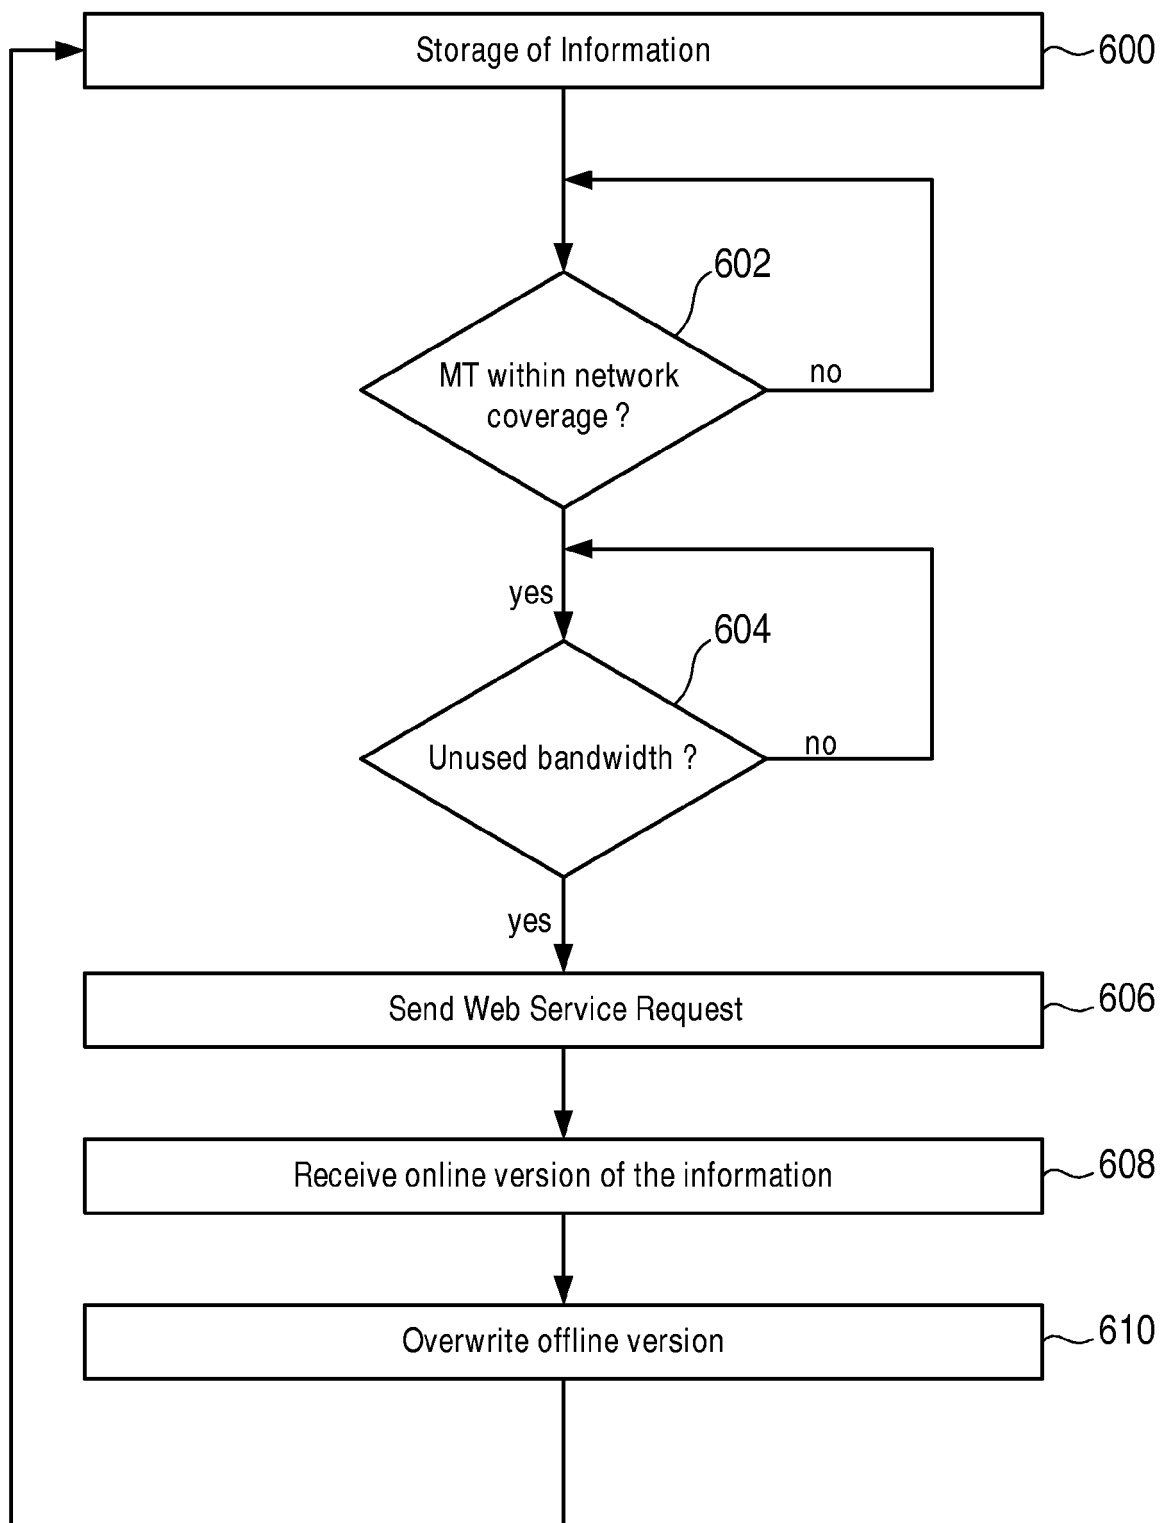 Storage of Information
600
602
MT within network
coverage ?
no
yes
604
Unused bandwidth ?
no
yes
Send Web Service Request
606
Receive online version of the information
608
Overwrite offline version
610